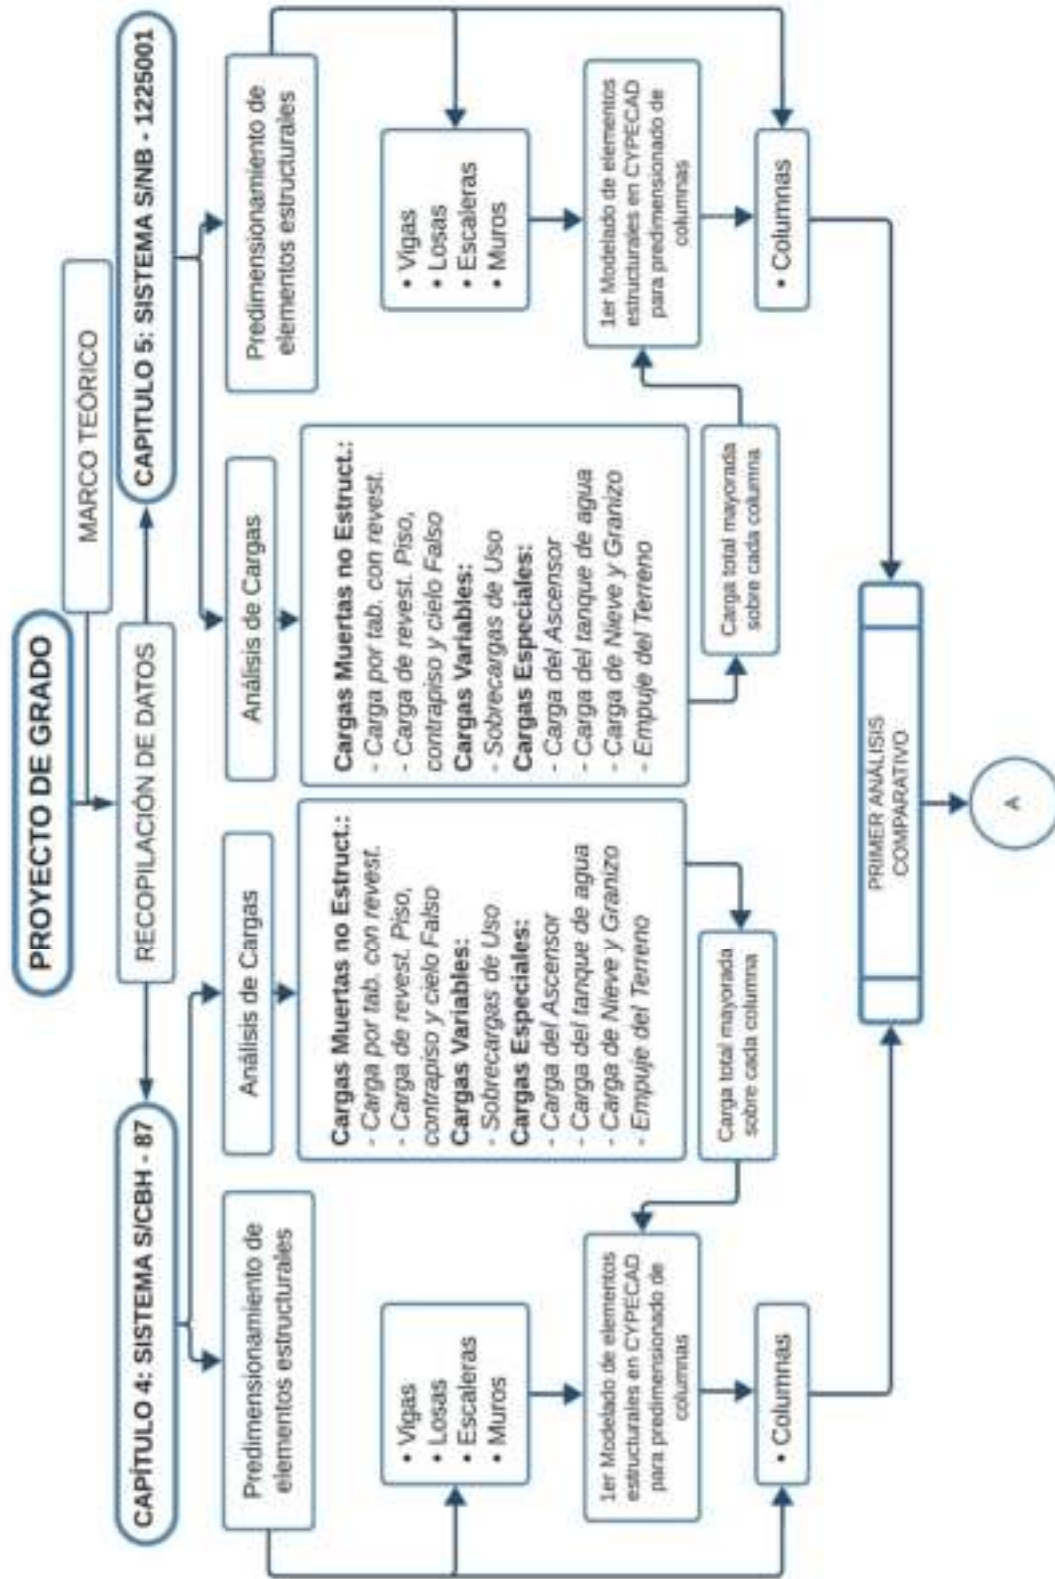 PROYECTO DE GRADO
MARCO TEÓRICO
RECOPILACIÓN DE DATOS
CAPÍTULO 4: SISTEMA S/CBH - 87
Predimensionamiento de
elementos estructurales
Análisis de Cargas
• Vigas
• Losas
• Escaleras
• Muros
Cargas Muertas no Estruct.:
- Carga por tab. con revest.
- Carga de revest. Piso,
contrapiso y cielo Falso
Cargas Variables:
- Sobrecargas de Uso
Cargas Especiales:
- Carga del Ascensor
- Carga del tanque de agua
- Carga de Nieve y Granizo
- Empuje del Terreno
1er Modelado de elementos
estructurales en CYPECAD
para predimensionado de
columnas
Carga total mayorada
sobre cada columna
• Columnas
CAPITULO 5: SISTEMA S/NB - 1225001
Análisis de Cargas
Predimensionamiento de
elementos estructurales
Cargas Muertas no Estruct.:
- Carga por tab. con revest.
- Carga de revest. Piso,
contrapiso y cielo Falso
Cargas Variables:
- Sobrecargas de Uso
Cargas Especiales:
- Carga del Ascensor
- Carga del tanque de agua
- Carga de Nieve y Granizo
- Empuje del Terreno
• Vigas
• Losas
• Escaleras
• Muros
Carga total mayorada
sobre cada columna
1er Modelado de elementos
estructurales en CYPECAD
para predimensionado de
columnas
• Columnas
PRIMER ANÁLISIS
COMPARATIVO
A